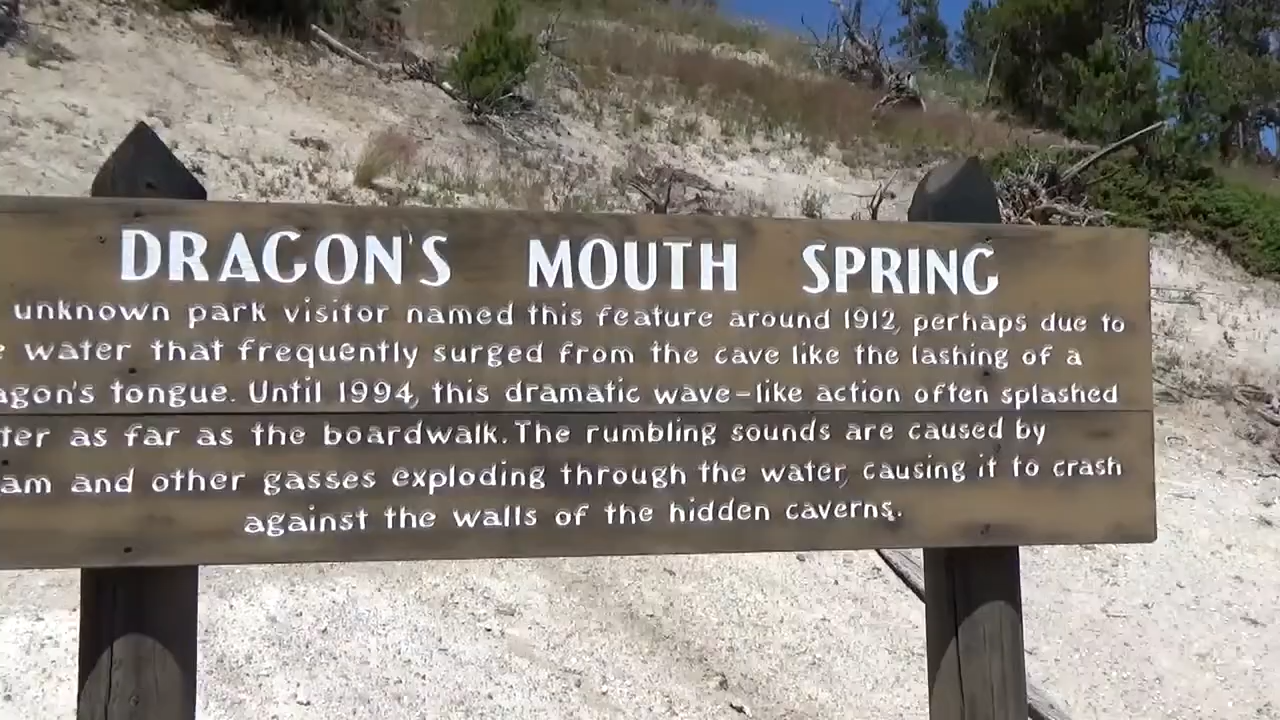 DRAGON'S MOUTH SPRING
unknown park visitor named this feature around 1912, perhaps due to
water that frequently surged from the cave like the lashing of a
agon's tongue. Until 1994, this dramatic wave-like action often splashed
ter as far as the boardwalk. The rumbling sounds are caused by
am and other gasses exploding through the water, causing it to crash
against the walls of the hidden caverns.